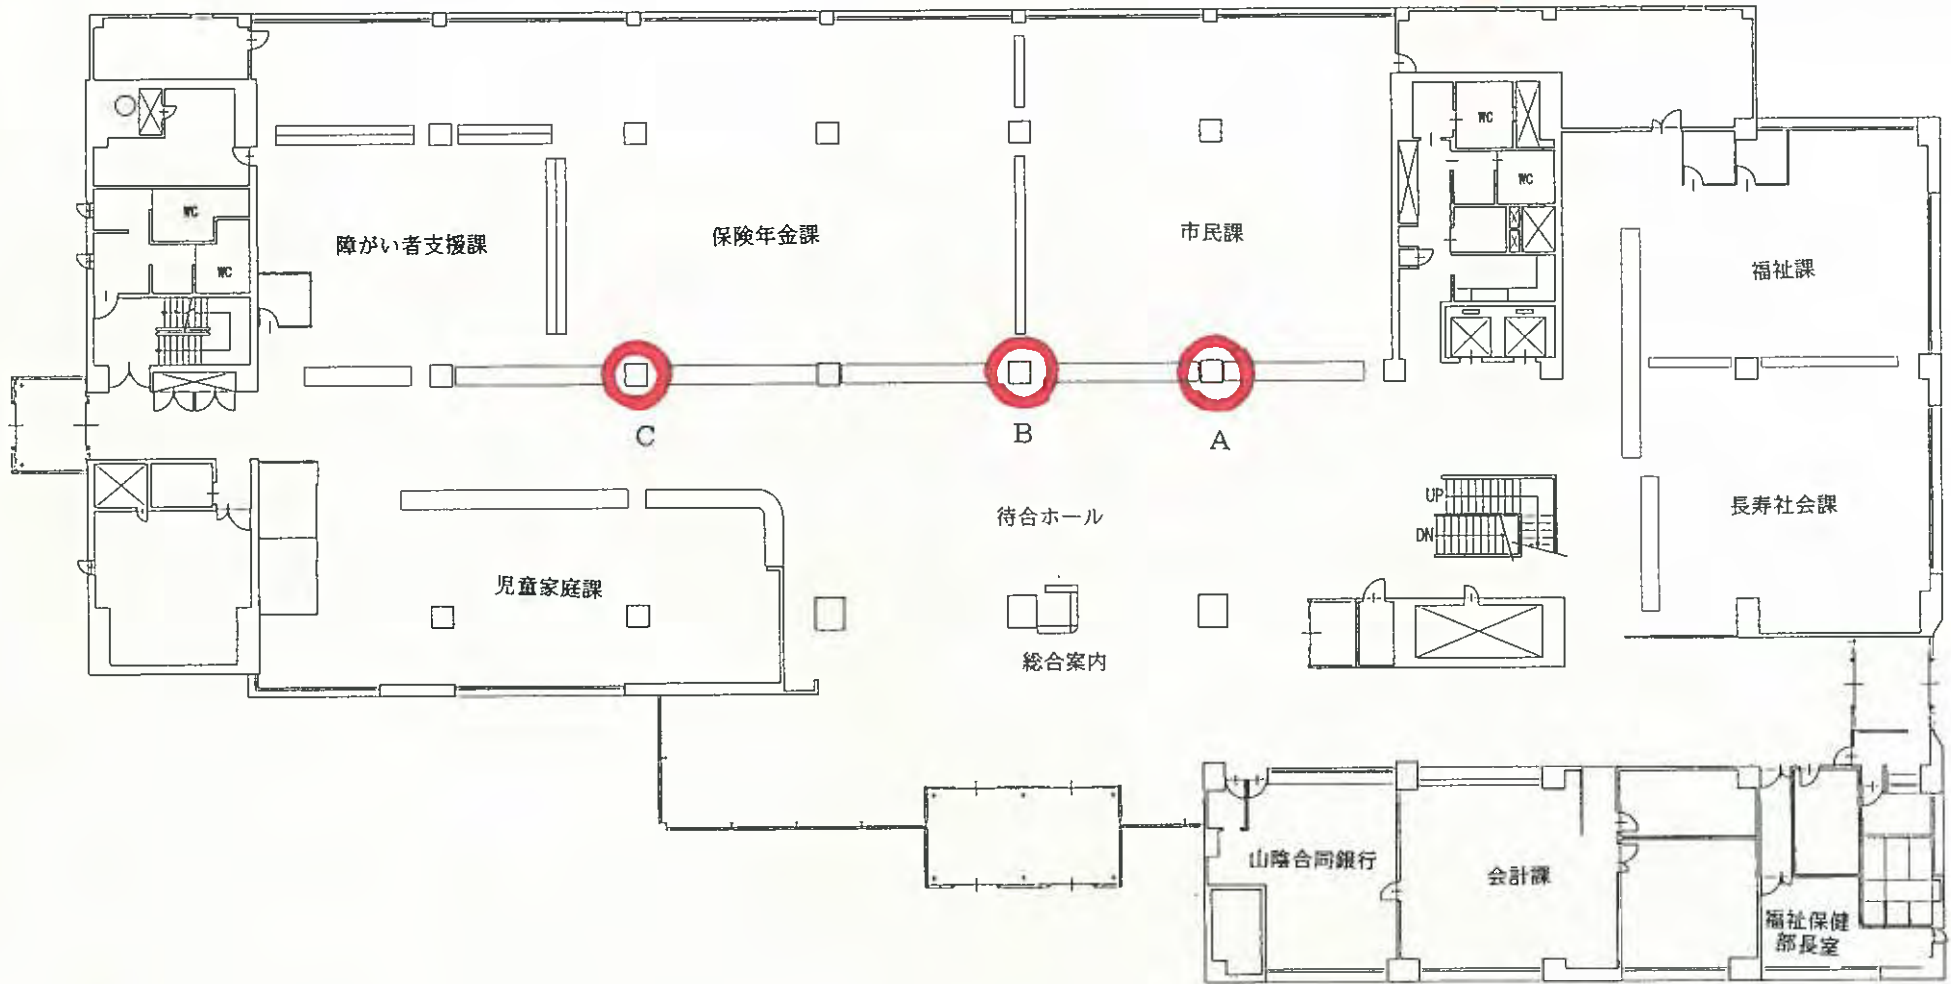 WC
WC
WC
WC
障がい者支援課
保険年金課
市民課
福祉課
C
B
A
UP
DN
待合ホール
長寿社会課
児童家庭課
総合案内
山陰合同銀行
会計課
福祉保健
部長室